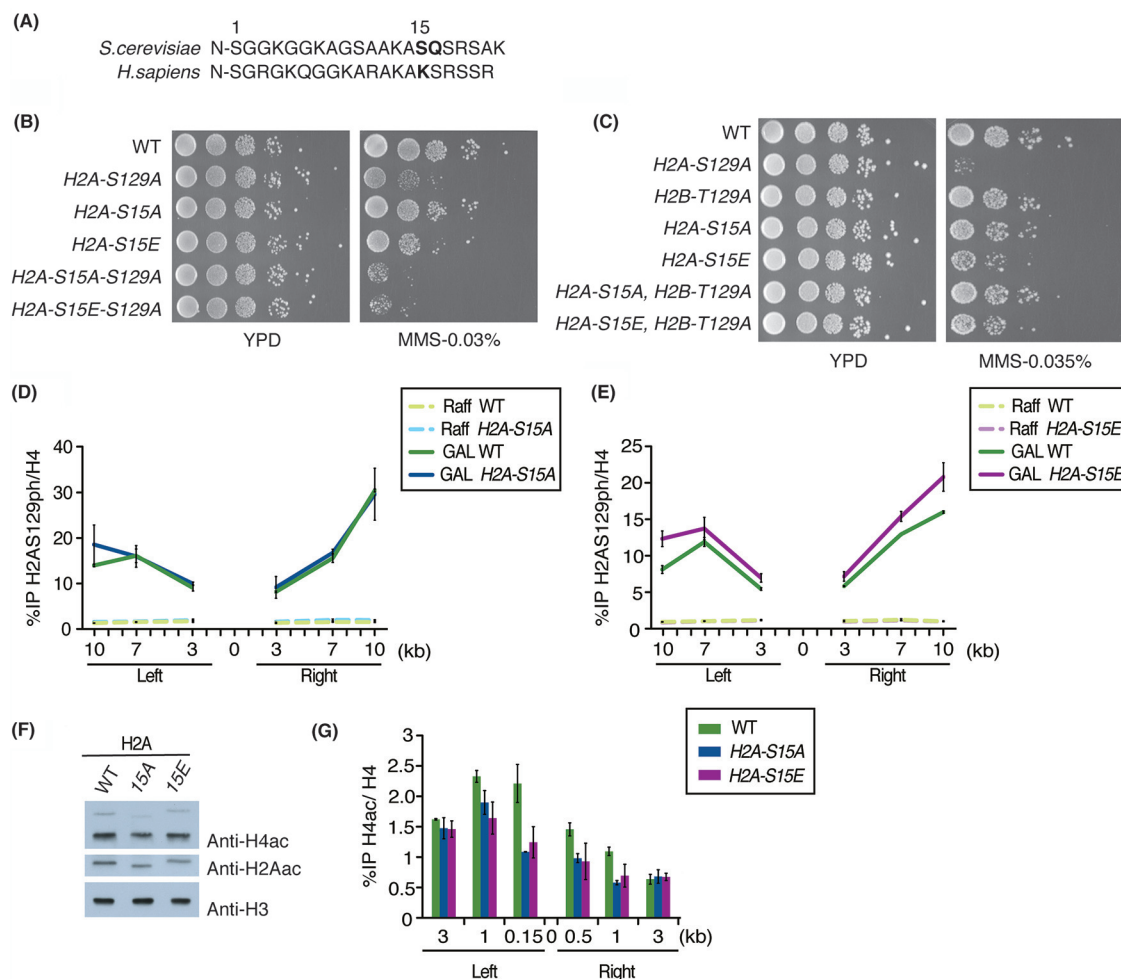 (A)
1 15
S.cerevisiae N-SGGKGGKAGSAAKASQSRSAK
H.sapiens N-SGRGKQGGKARAKAKSRSSR
(B)
WT
H2A-S129A
H2A-S15A
H2A-S15E
H2A-S15A-S129A
H2A-S15E-S129A
YPD MMS-0.03%
(C)
WT
H2A-S129A
H2B-T129A
H2A-S15A
H2A-S15E
H2A-S15A, H2B-T129A
H2A-S15E, H2B-T129A
YPD MMS-0.035%
(D)
Raff WT
Raff H2A-S15A
GAL WT
GAL H2A-S15A
%IP H2AS129ph/H4
40
30
20
10
0
10 7 3 0 3 7 10 (kb)
Left Right
(E)
Raff WT
Raff H2A-S15E
GAL WT
GAL H2A-S15E
%IP H2AS129ph/H4
25
20
15
10
5
0
10 7 3 0 3 7 10 (kb)
Left Right
(F)
H2A
WT 15A 15E
Anti-H4ac
Anti-H2Aac
Anti-H3
(G)
WT
H2A-S15A
H2A-S15E
%IP H4ac/ H4
2.5
2.0
1.5
1.0
0.5
0
3 1 0.15 0 0.5 1 3 (kb)
Left Right